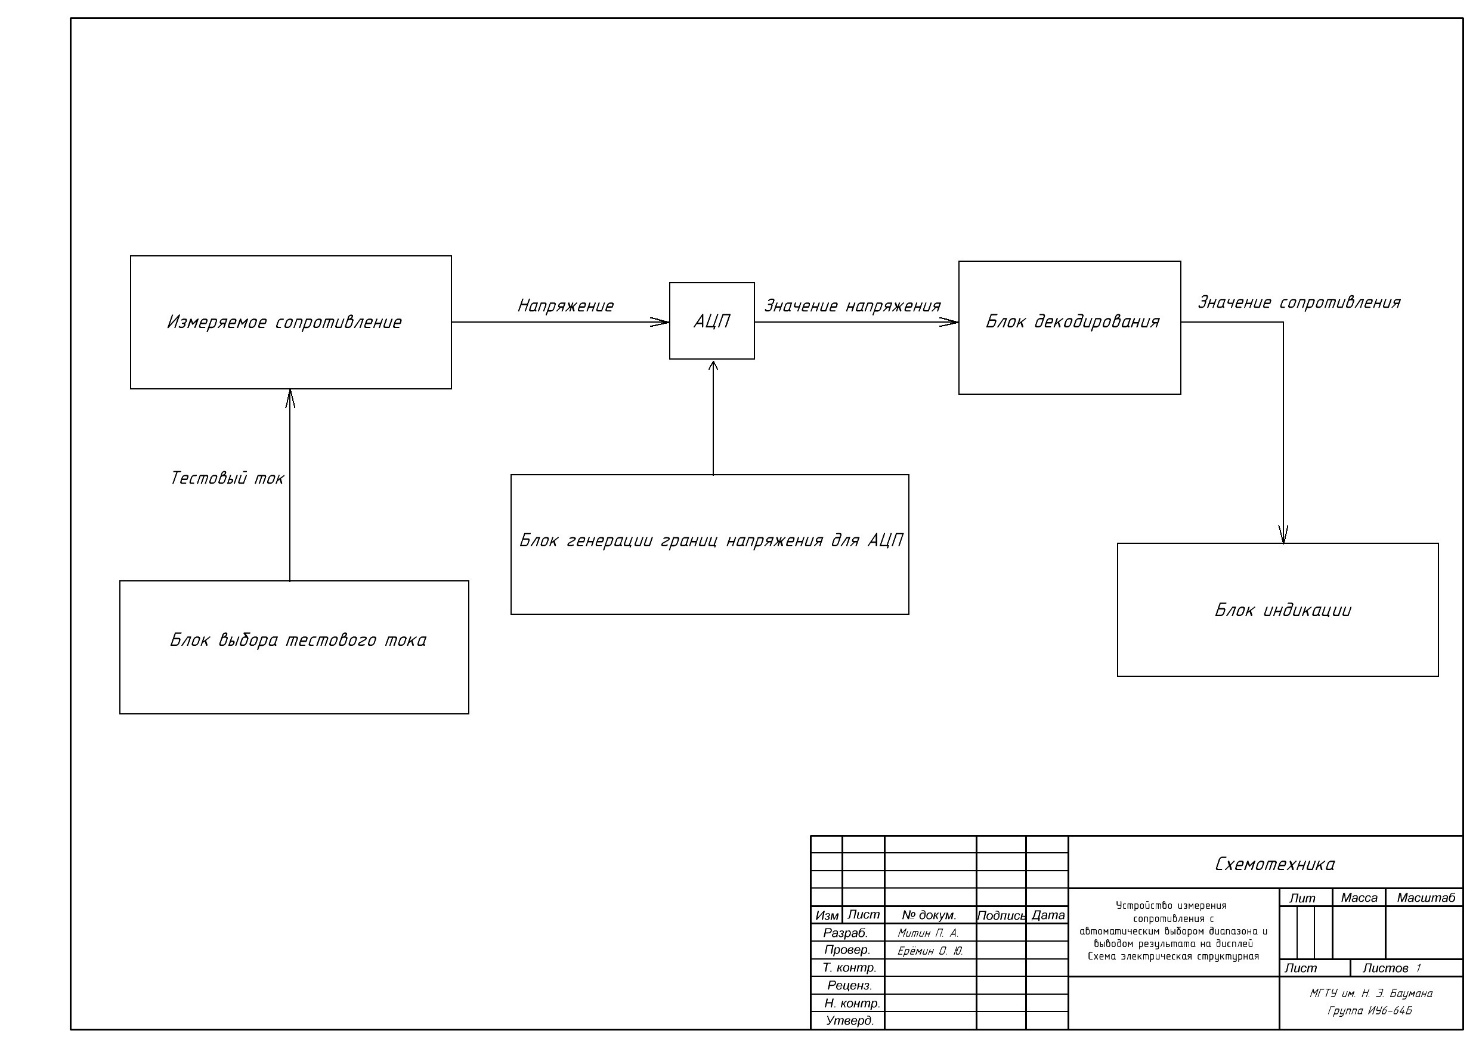 Измеряемое сопротивление
Напряжение
АЦП
Значение напряжения
Блок декодирования
Значение сопротивления
Тестовый ток
Блок генерации границ напряжения для АЦП
Блок выбора тестового тока
Блок индикации
Схемотехника
Изм Лист № докум. Подпись Дата
Разраб. Митин П. А.
Провер. Ерёмин О. Ю.
Т. контр.
Реценз.
Н. контр.
Утверд.
Устройство измерения
сопротивления с
автоматическим выбором диапазона и
выводом результата на дисплей
Схема электрическая структурная
Лит Масса Масштаб
Лист Листов 1
МГТУ им. Н. Э. Баумана
Группа ИУ6-64Б